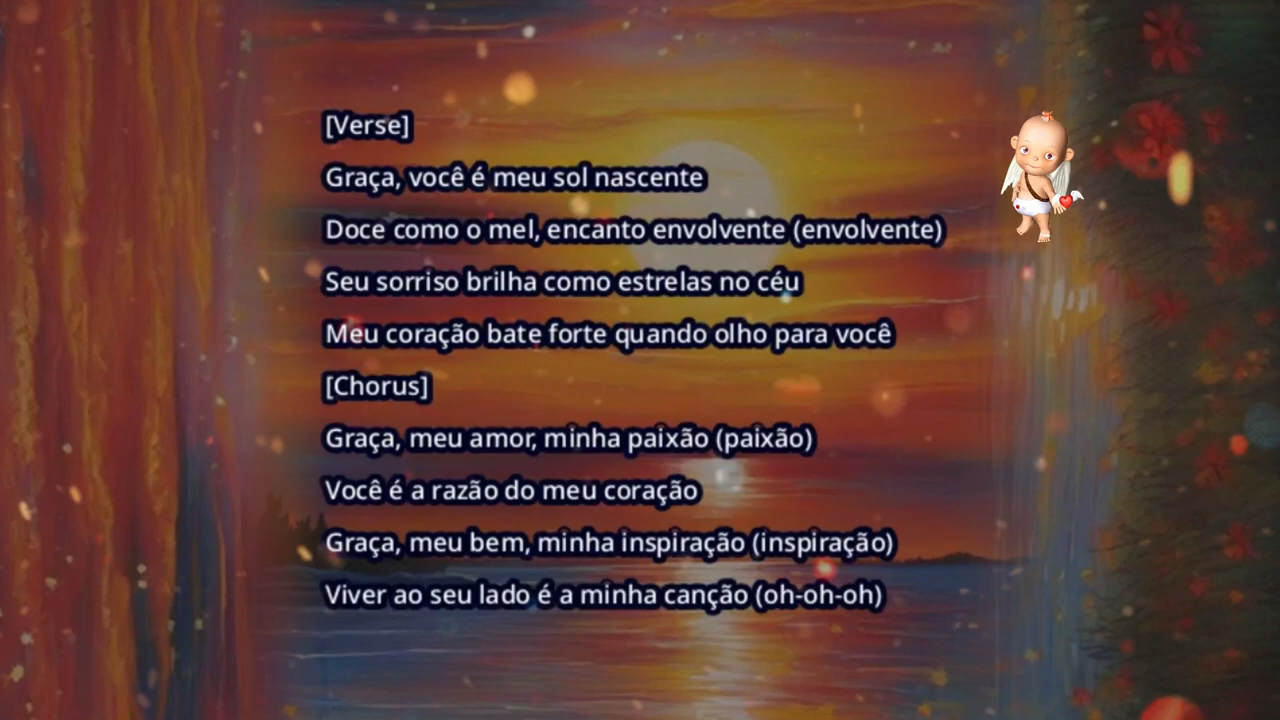 [Verse]
Graça, você é meu sol nascente
Doce como o mel, encanto envolvente (envolvente)
Seu sorriso brilha como estrelas no céu
Meu coração bate forte quando olho para você
[Chorus]
Graça, meu amor, minha paixão (paixão)
Você é a razão do meu coração
Graça, meu bem, minha inspiração (inspiração)
Viver ao seu lado é a minha canção (oh-oh-oh)